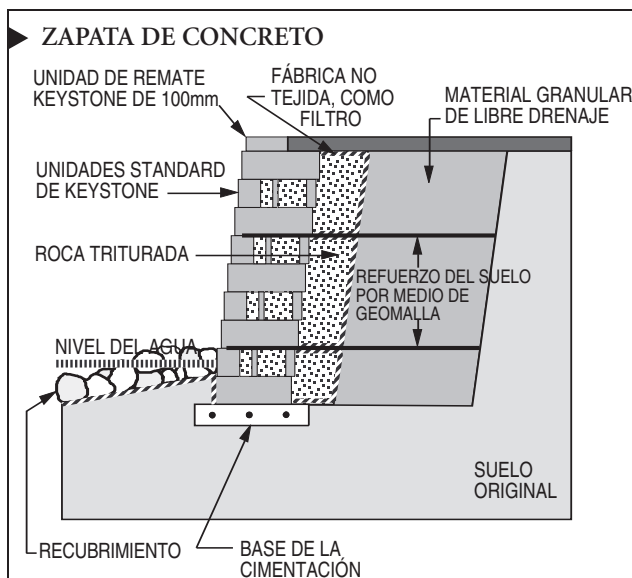 ZAPATA DE CONCRETO
UNIDAD DE REMATE
KEYSTONE DE 100mm
FÁBRICA NO
TEJIDA, COMO
FILTRO
MATERIAL GRANULAR
DE LIBRE DRENAJE
UNIDADES STANDARD
DE KEYSTONE
ROCA TRITURADA
REFUERZO DEL SUELO
POR MEDIO DE
GEOMALLA
NIVEL DEL AGUA
SUELO
ORIGINAL
RECUBRIMIENTO
BASE DE LA
CIMENTACIÓN